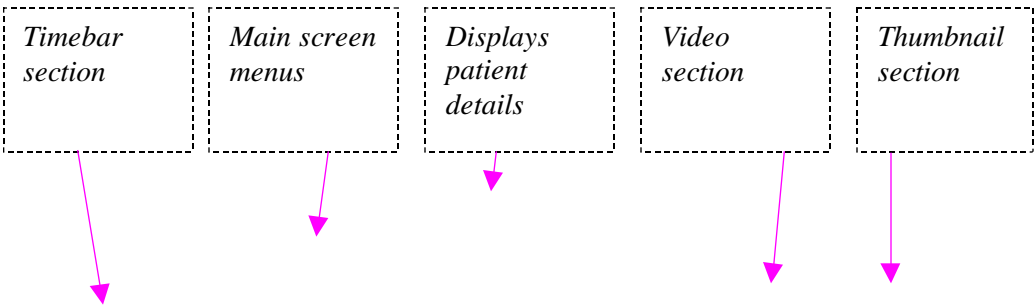 Timebar
section
Main screen
menus
Displays
patient
details
Video
section
Thumbnail
section